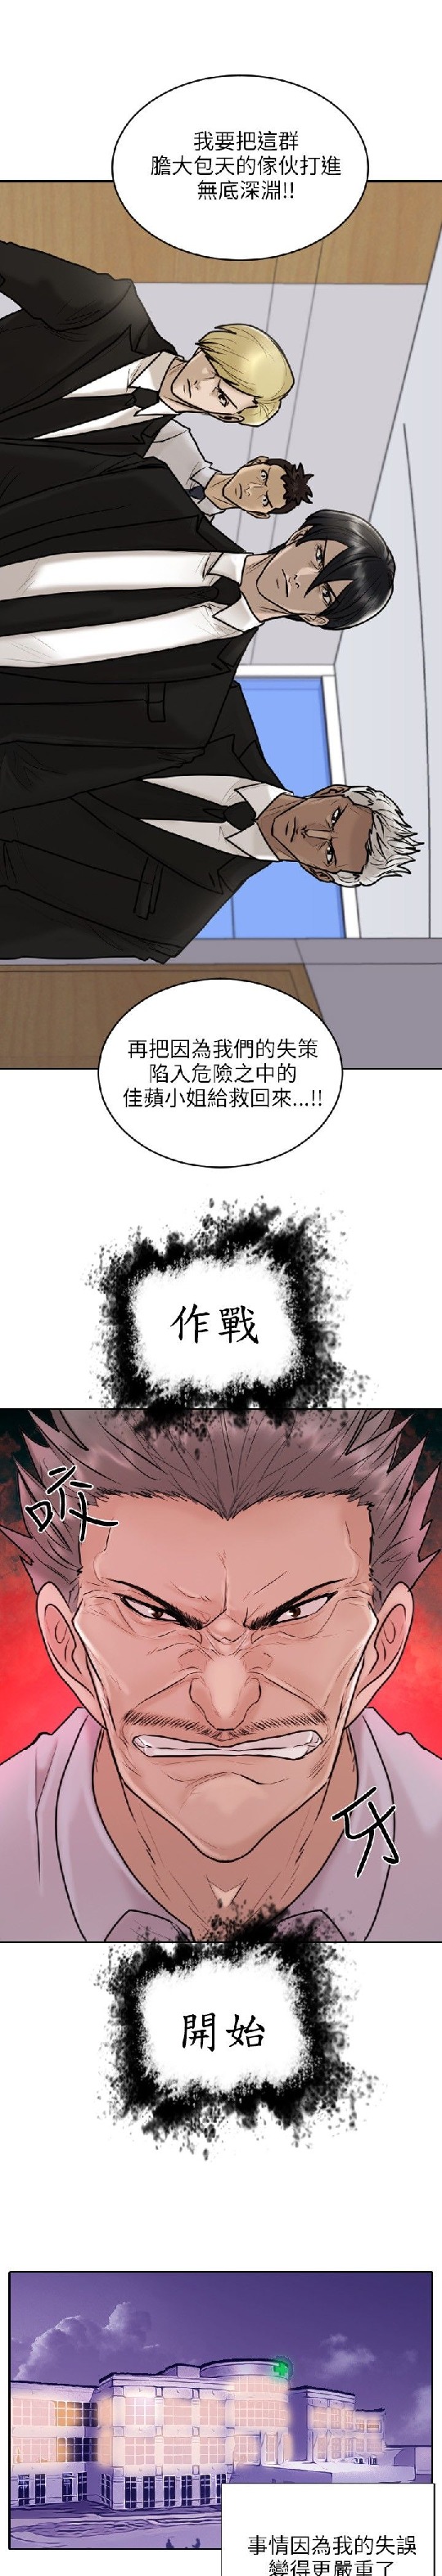 我要把這群
膽大包天的傢伙打進
無底深淵!!
再把因為我們的失策
陷入危險之中的
佳蘋小姐給救回來...!!
作戰
咬
牙
開始
事情因為我的失誤
變得更嚴重了